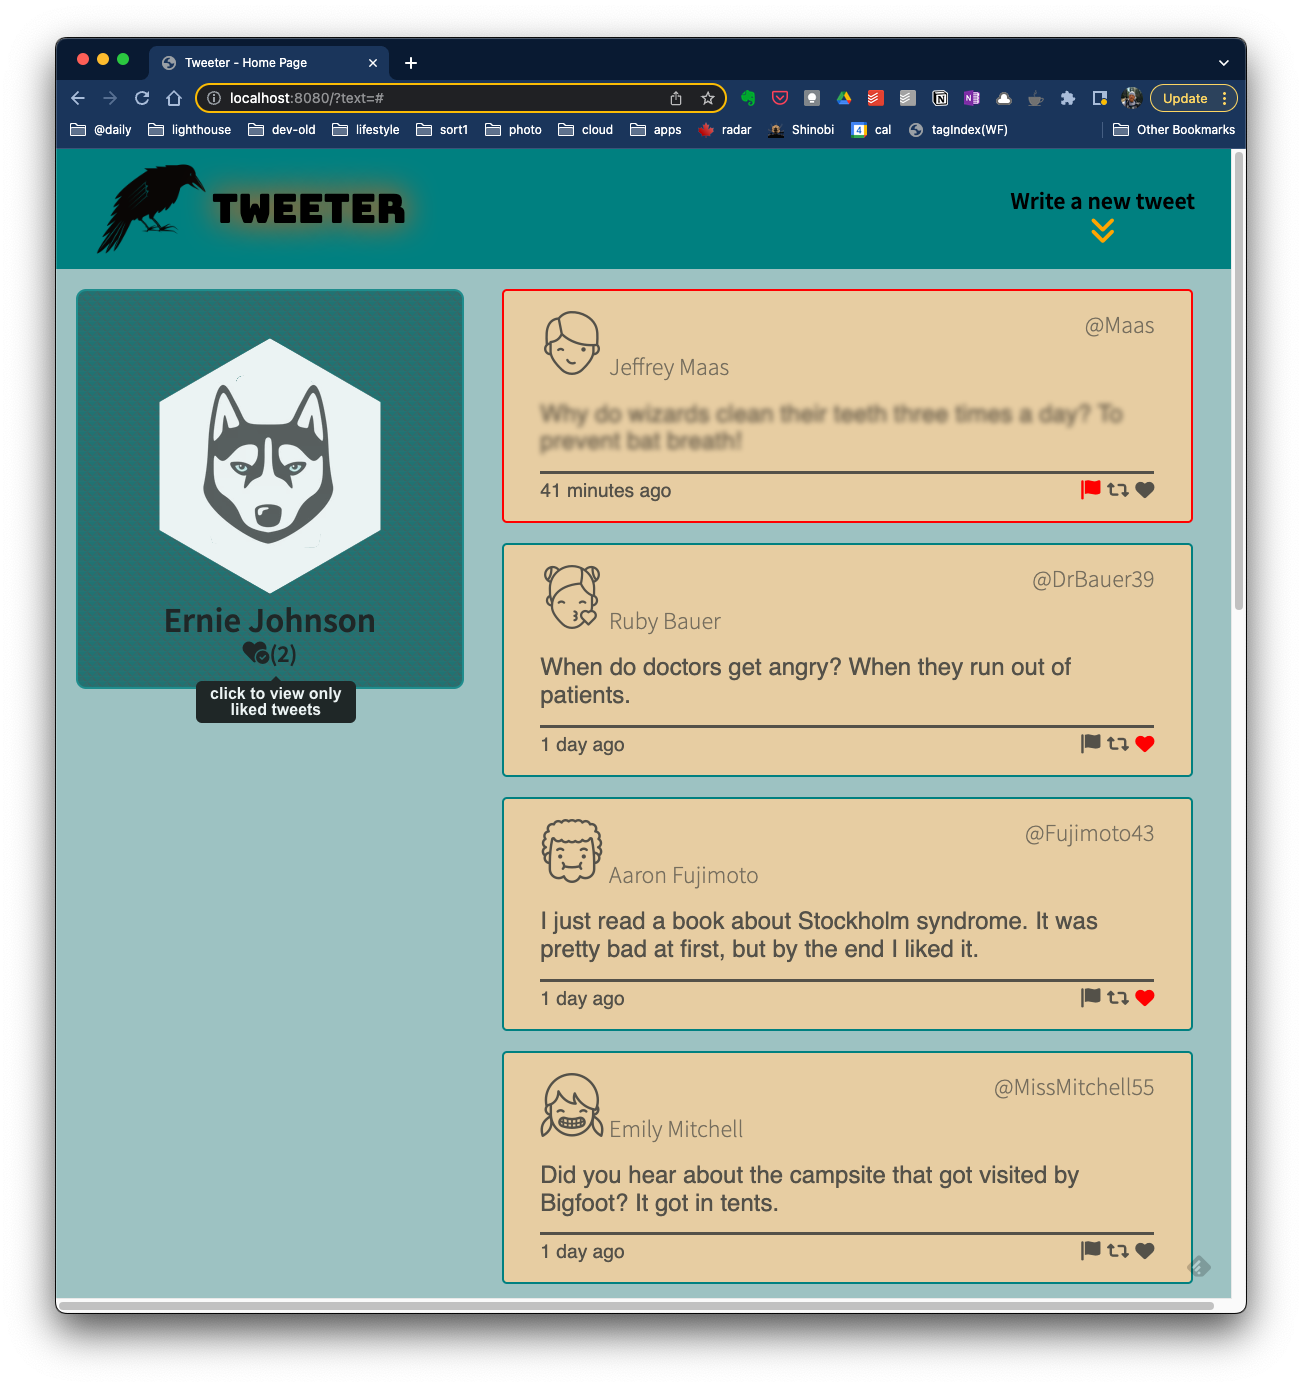 Tweeter - Home Page
localhost:8080/?text=#
Update
@daily lighthouse dev-old lifestyle sort1 photo cloud apps radar Shinobi 4 cal tagIndex(WF) Other Bookmarks
TWEETER
Write a new tweet
Ernie Johnson
(2)
click to view only
liked tweets
@Maas
Jeffrey Maas
Why do wizards clean their teeth three times a day? To
prevent bat breath!
41 minutes ago
@DrBauer39
Ruby Bauer
When do doctors get angry? When they run out of
patients.
1 day ago
@Fujimoto43
Aaron Fujimoto
I just read a book about Stockholm syndrome. It was
pretty bad at first, but by the end I liked it.
1 day ago
@MissMitchell55
Emily Mitchell
Did you hear about the campsite that got visited by
Bigfoot? It got in tents.
1 day ago